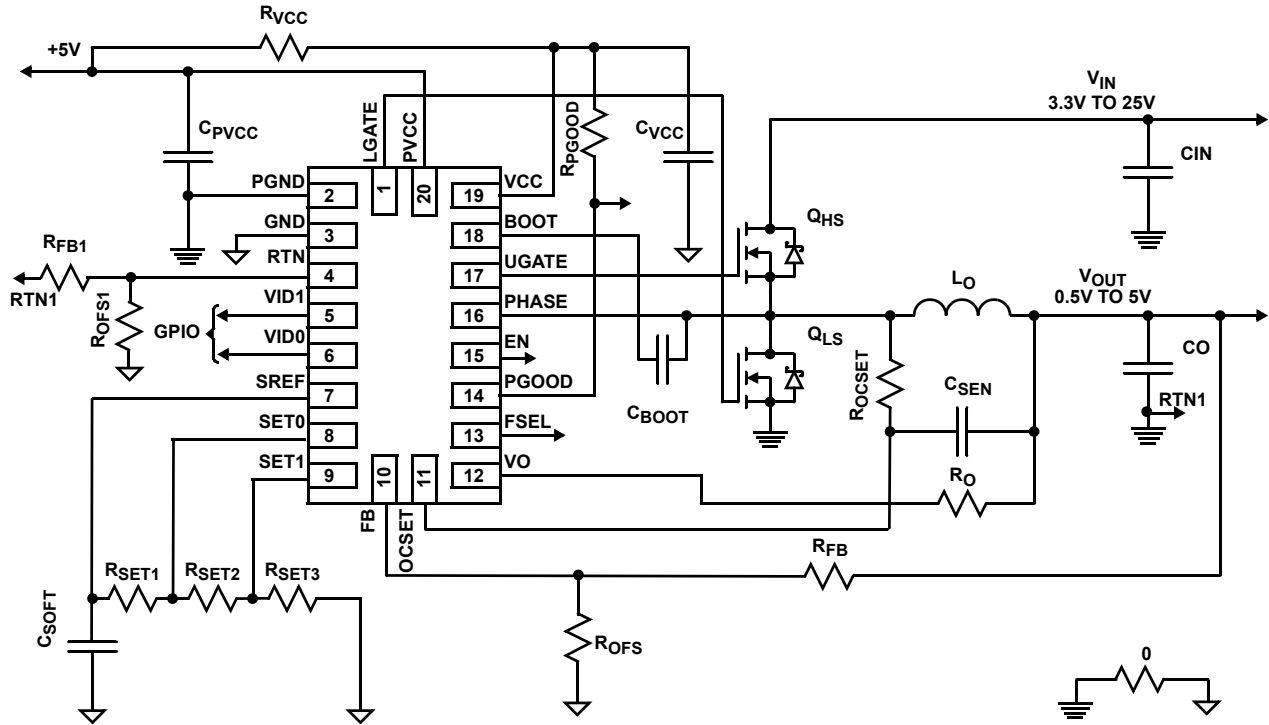 RVCC
+5V
CPVCC
LGATE
PVCC
RPGOOD
CVCC
VIN
3.3V TO 25V
CIN
PGND
2
1
20
19
VCC
GND
3
18
BOOT
QHS
RFB1
RTN
4
17
UGATE
RTN1
ROFS1
VID1
5
16
PHASE
LO
VOUT
0.5V TO 5V
GPIO
VID0
6
15
EN
QLS
SREF
7
14
PGOOD
CBOOT
ROCSET
CSEN
CO
RTN1
SET0
8
13
FSEL
SET1
9
10
11
12
VO
RO
FB
OCSET
RFB
RSET1
RSET2
RSET3
CSOFT
ROFS
0